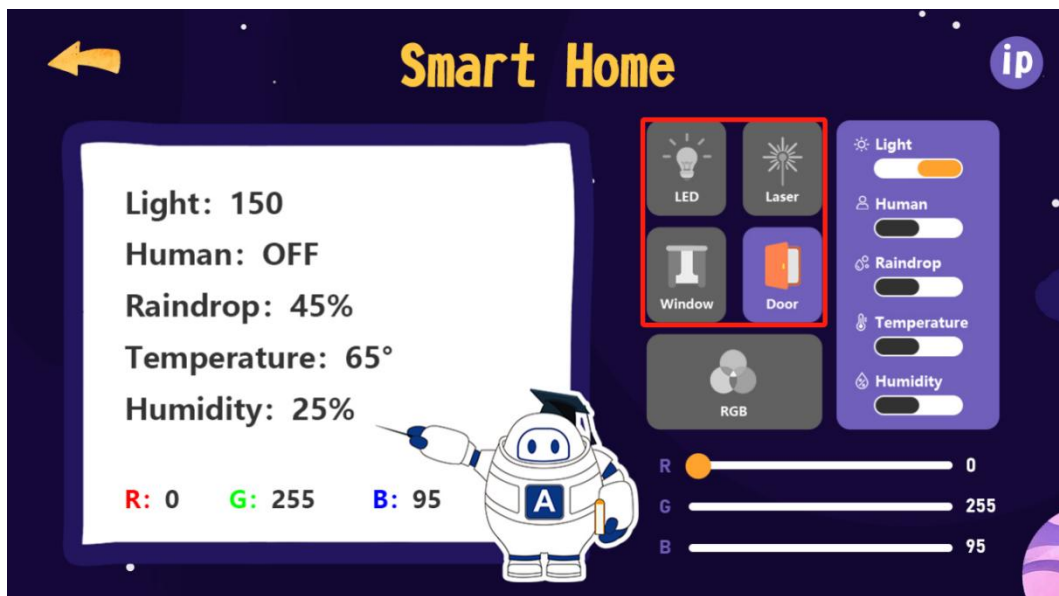 Smart Home
ip
Light: 150
Human: OFF
Raindrop: 45%
Temperature: 65°
Humidity: 25%
R: 0 G: 255 B: 95
A
LED
Laser
Window
Door
RGB
Light
Human
Raindrop
Temperature
Humidity
R 0
G 255
B 95